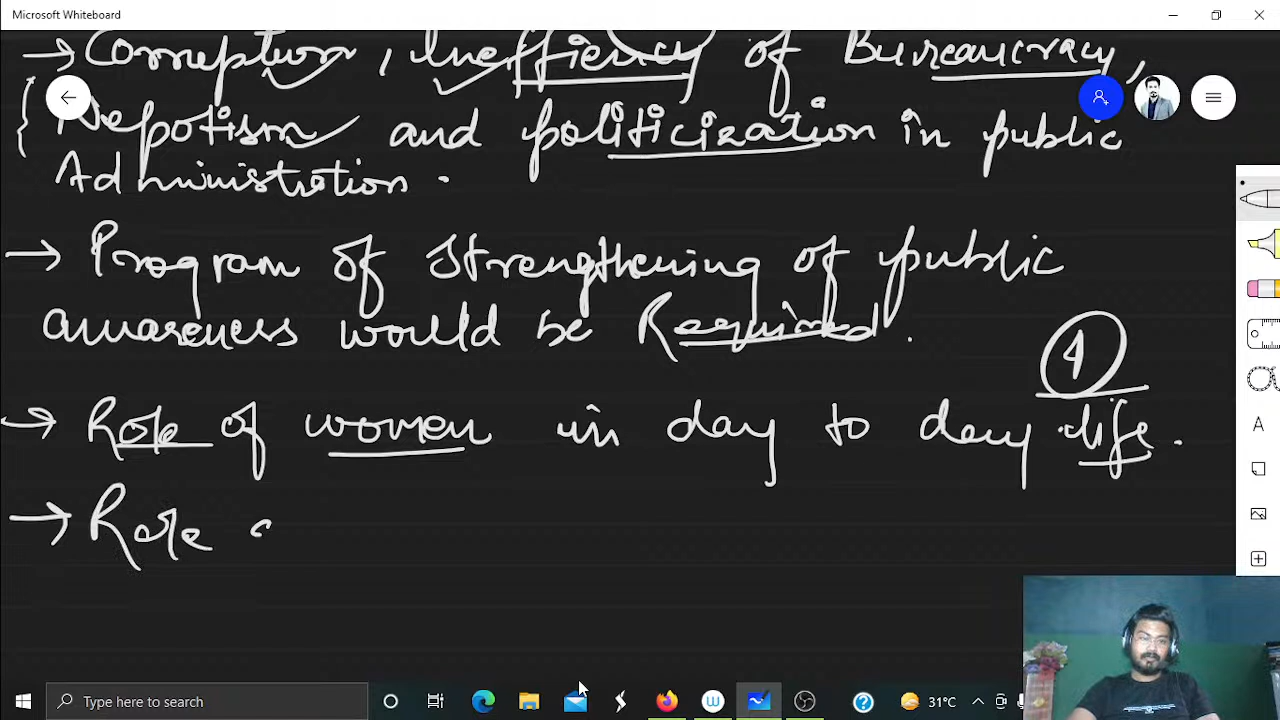 Microsoft Whiteboard
→ Corruption, Inefficiency of Bureaucracy,
Nepotism and politicization in public
Administration.
→ Program of Strengthening of public
awareness would be Required.
1
→ Role of women in day to day life.
→ Role
A
Type here to search
31°C